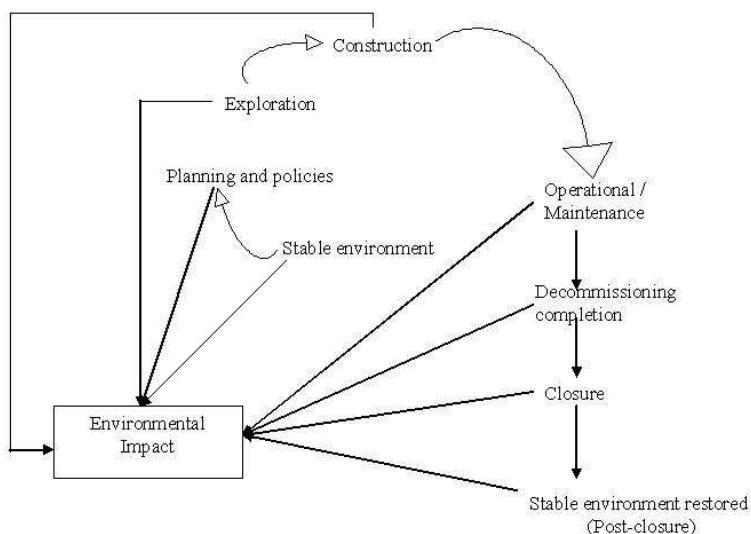 Construction
Exploration
Planning and policies
Operational /
Maintenance
Stable environment
Decommissioning
completion
Closure
Environmental
Impact
Stable environment restored
(Post-closure)